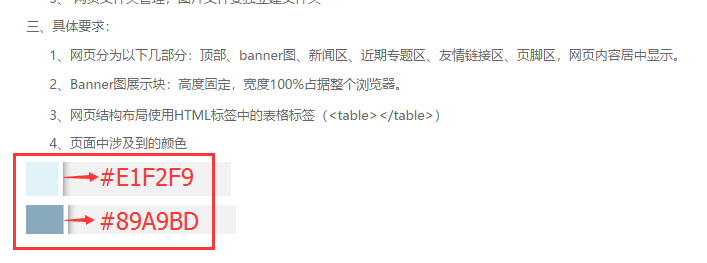 三、具体要求：
1、网页分为以下几部分：顶部、banner图、新闻区、近期专题区、友情链接区、页脚区，网页内容居中显示。
2、Banner图展示块：高度固定，宽度100%占据整个浏览器。
3、网页结构布局使用HTML标签中的表格标签（<table></table>）
4、页面中涉及到的颜色
#E1F2F9
#89A9BD